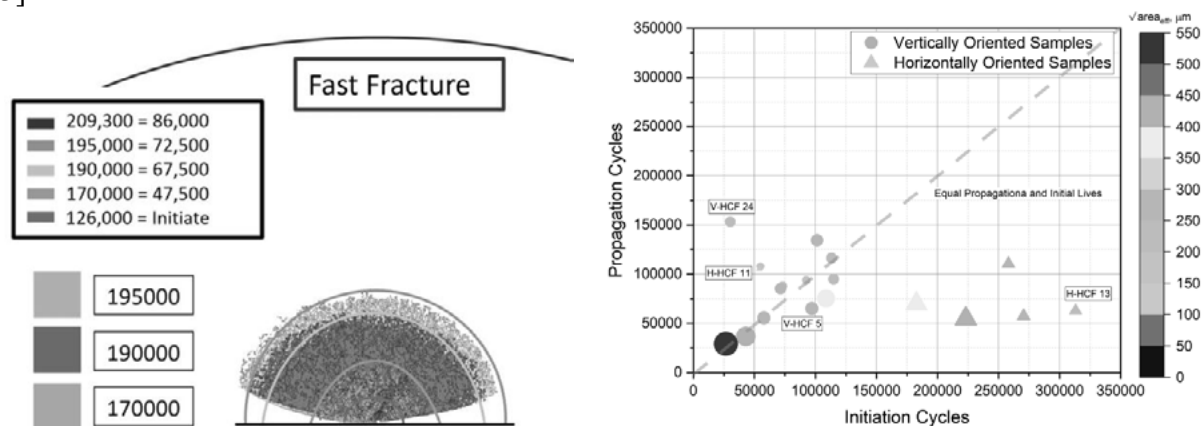 Fast Fracture
209,300 = 86,000
195,000 = 72,500
190,000 = 67,500
170,000 = 47,500
126,000 = Initiate
195000
190000
170000
√area eff, μm
Vertically Oriented Samples
Horizontally Oriented Samples
350000
300000
250000
200000
150000
100000
50000
0
Propagation Cycles
V-HCF 24
H-HCF 11
V-HCF 5
H-HCF 13
Equal Propagationa and Initial Lives
0
50000
100000
150000
200000
250000
300000
350000
Initiation Cycles
550
500
450
400
350
300
250
200
150
100
50
0